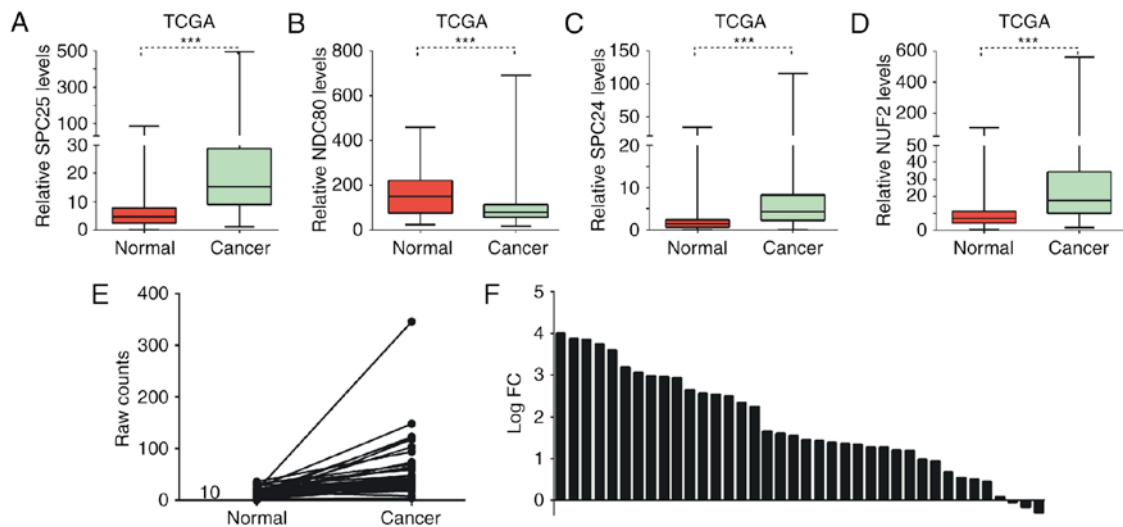 A
TCGA
***
Relative SPC25 levels
500
300
100
30
20
10
0
Normal
Cancer
B
TCGA
***
Relative NDC80 levels
800
600
400
200
0
Normal
Cancer
C
TCGA
***
Relative SPC24 levels
150
100
50
15
10
5
0
Normal
Cancer
D
TCGA
***
Relative NUF2 levels
600
400
200
50
40
30
20
10
0
Normal
Cancer
E
Raw counts
400
300
200
100
0
10
Normal
Cancer
F
Log FC
5
4
3
2
1
0